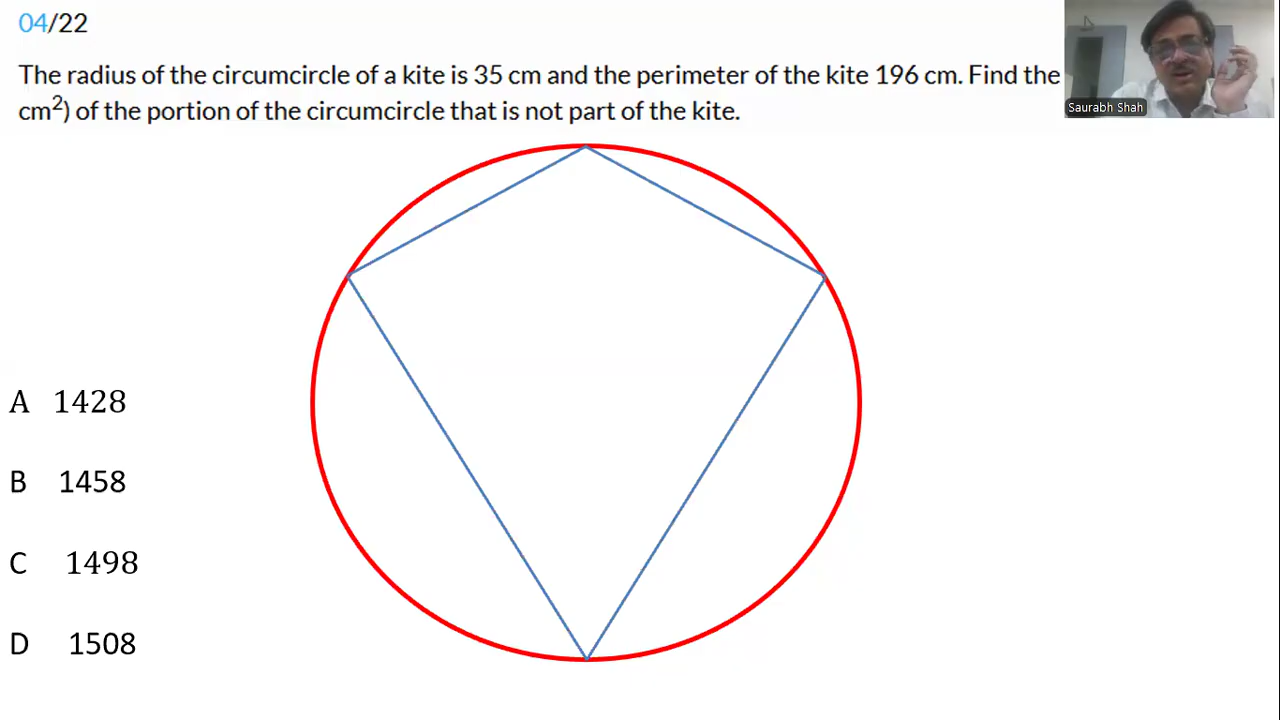 04/22
The radius of the circumcircle of a kite is 35 cm and the perimeter of the kite 196 cm. Find the
cm²) of the portion of the circumcircle that is not part of the kite.
Saurabh Shah
A 1428
B 1458
C 1498
D 1508